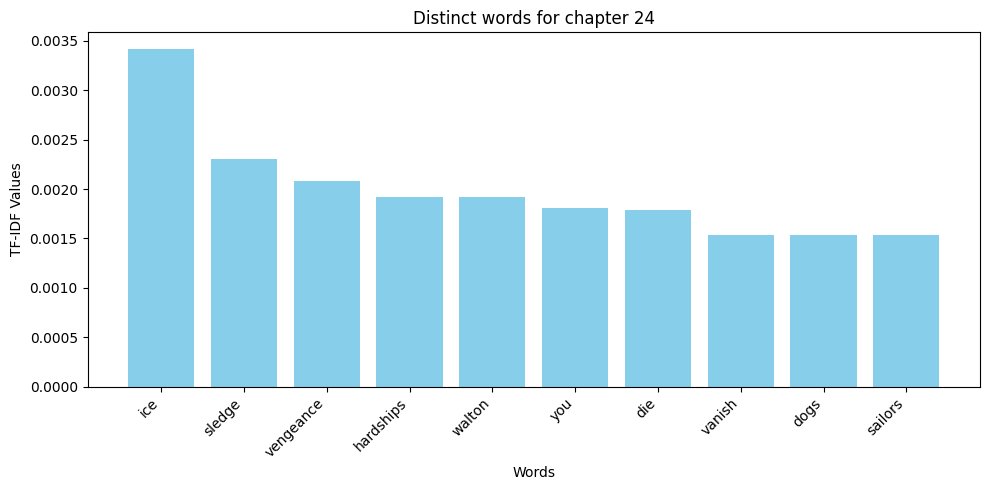 Distinct words for chapter 24
TF-IDF Values
0.0035
0.0030
0.0025
0.0020
0.0015
0.0010
0.0005
0.0000
ice
sledge
vengeance
hardships
walton
you
die
vanish
dogs
sailors
Words